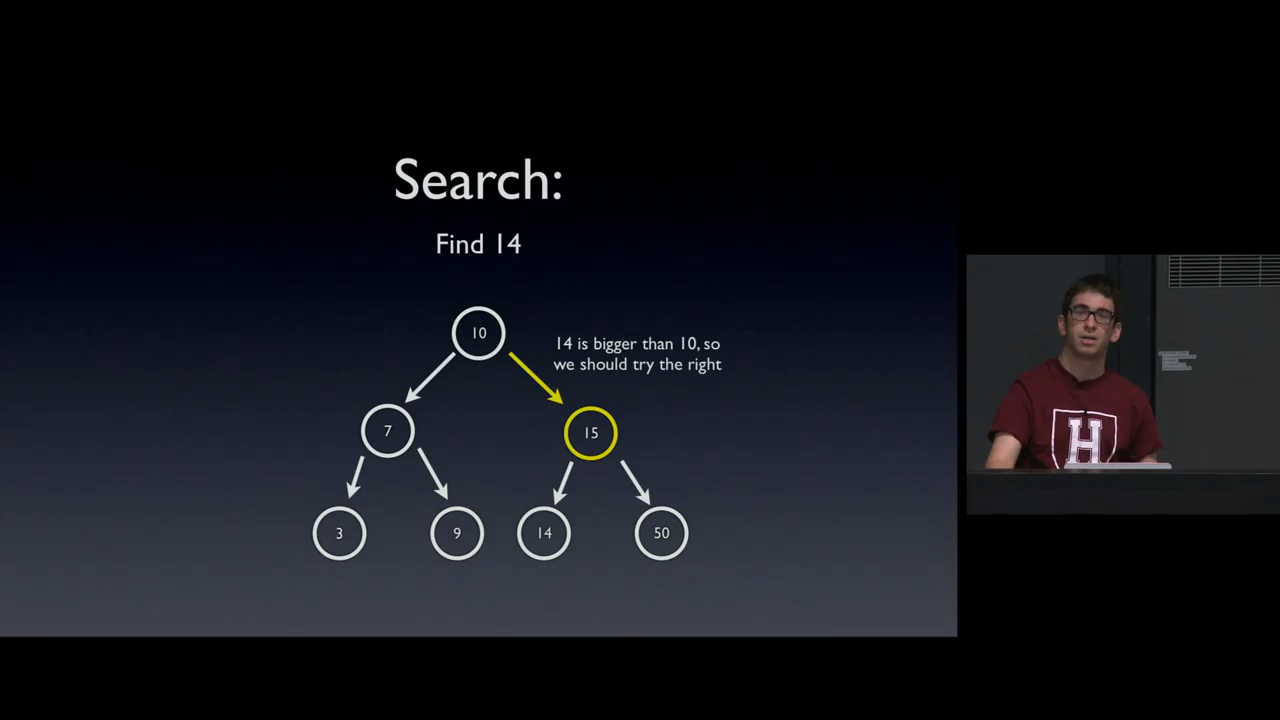 Search:
Find 14
10
14 is bigger than 10, so
we should try the right
7
15
3
9
14
50
H